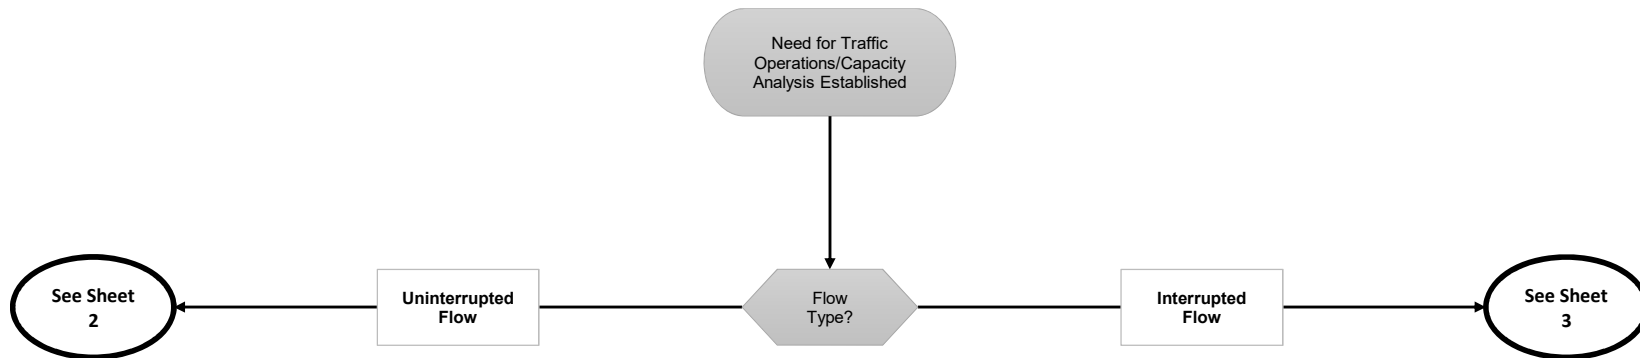 Need for Traffic
Operations/Capacity
Analysis Established
See Sheet
2
Uninterrupted
Flow
Flow
Type?
Interrupted
Flow
See Sheet
3